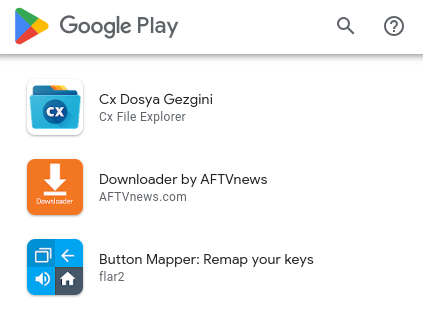 Google Play
CX
Cx Dosya Gezgini
Cx File Explorer
Downloader
Downloader by AFTVnews
AFTVnews.com
Button Mapper: Remap your keys
flar2